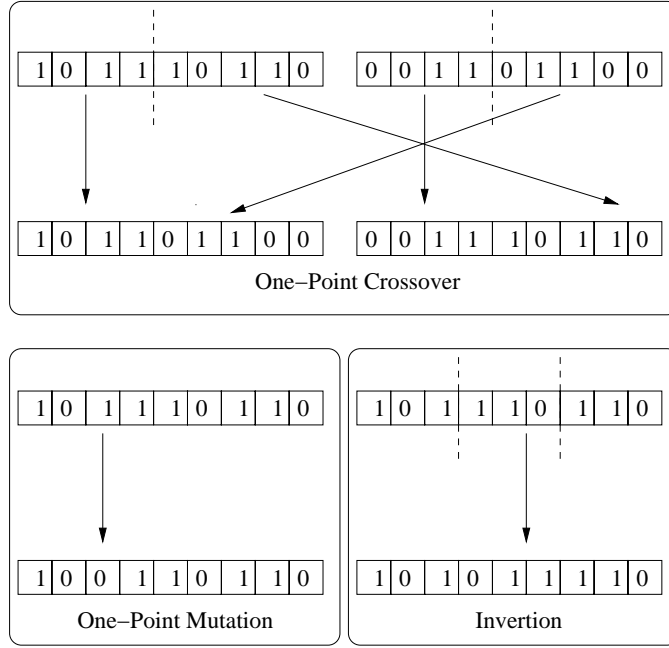 1 0 1 1 1 0 1 1 0 0 0 1 1 0 1 1 0 0
1 0 1 1 0 1 1 0 0 0 0 1 1 1 0 1 1 0
One−Point Crossover
1 0 1 1 1 0 1 1 0
1 0 0 1 1 0 1 1 0
One−Point Mutation
1 0 1 1 1 0 1 1 0
1 0 1 0 1 1 1 1 0
Invertion